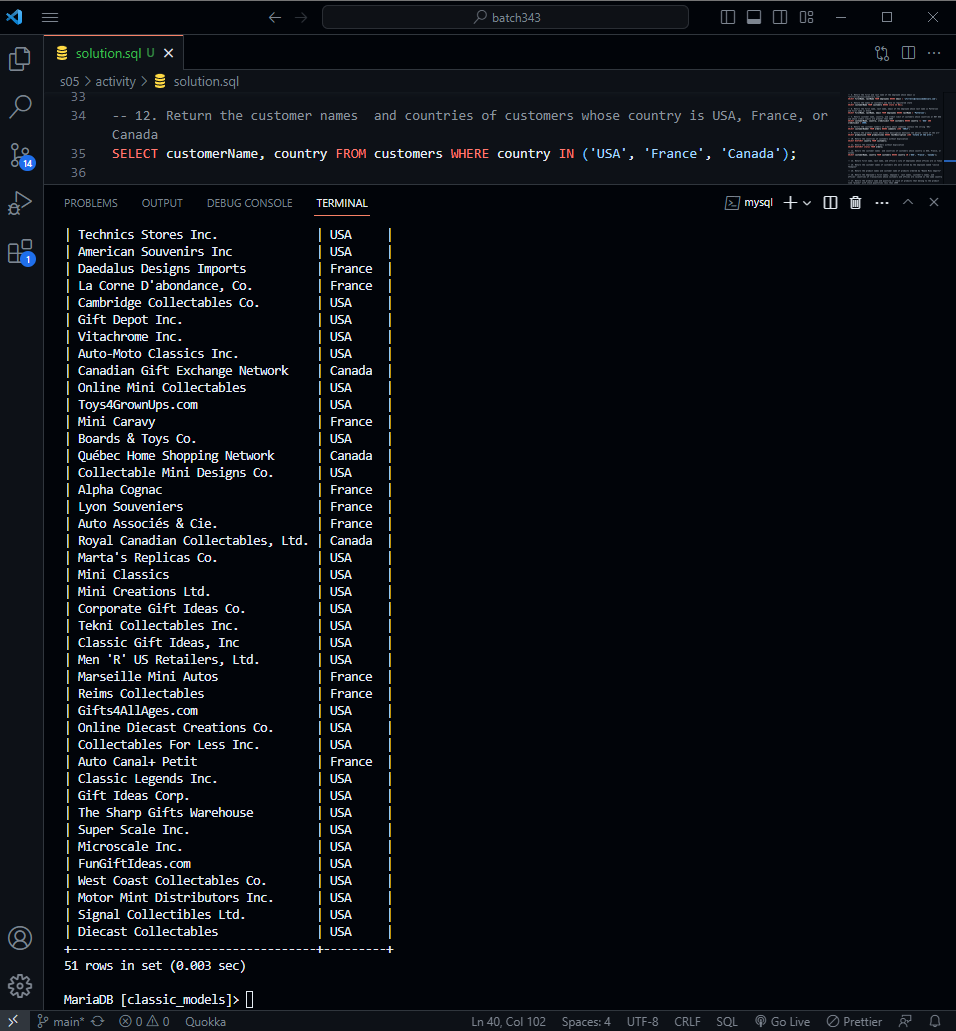 batch343
solution.sql U
s05 > activity > solution.sql
33
34 -- 12. Return the customer names  and countries of customers whose country is USA, France, or
Canada
35 SELECT customerName, country FROM customers WHERE country IN ('USA', 'France', 'Canada');
36
14
1
PROBLEMS OUTPUT DEBUG CONSOLE TERMINAL mysql
| Technics Stores Inc. | USA |
| American Souvenirs Inc | USA |
| Daedalus Designs Imports | France |
| La Corne D'abondance, Co. | France |
| Cambridge Collectables Co. | USA |
| Gift Depot Inc. | USA |
| Vitachrome Inc. | USA |
| Auto-Moto Classics Inc. | USA |
| Canadian Gift Exchange Network | Canada |
| Online Mini Collectables | USA |
| Toys4GrownUps.com | USA |
| Mini Caravy | France |
| Boards & Toys Co. | USA |
| Québec Home Shopping Network | Canada |
| Collectable Mini Designs Co. | USA |
| Alpha Cognac | France |
| Lyon Souveniers | France |
| Auto Associés & Cie. | France |
| Royal Canadian Collectables, Ltd. | Canada |
| Marta's Replicas Co. | USA |
| Mini Classics | USA |
| Mini Creations Ltd. | USA |
| Corporate Gift Ideas Co. | USA |
| Tekni Collectables Inc. | USA |
| Classic Gift Ideas, Inc | USA |
| Men 'R' US Retailers, Ltd. | USA |
| Marseille Mini Autos | France |
| Reims Collectables | France |
| Gifts4AllAges.com | USA |
| Online Diecast Creations Co. | USA |
| Collectables For Less Inc. | USA |
| Auto Canal+ Petit | France |
| Classic Legends Inc. | USA |
| Gift Ideas Corp. | USA |
| The Sharp Gifts Warehouse | USA |
| Super Scale Inc. | USA |
| Microscale Inc. | USA |
| FunGiftIdeas.com | USA |
| West Coast Collectables Co. | USA |
| Motor Mint Distributors Inc. | USA |
| Signal Collectibles Ltd. | USA |
| Diecast Collectables | USA |
+-----------------------------------+---------+
51 rows in set (0.003 sec)
MariaDB [classic_models]>
main* 0 0 Quokka Ln 40, Col 102 Spaces: 4 UTF-8 CRLF SQL Go Live Prettier